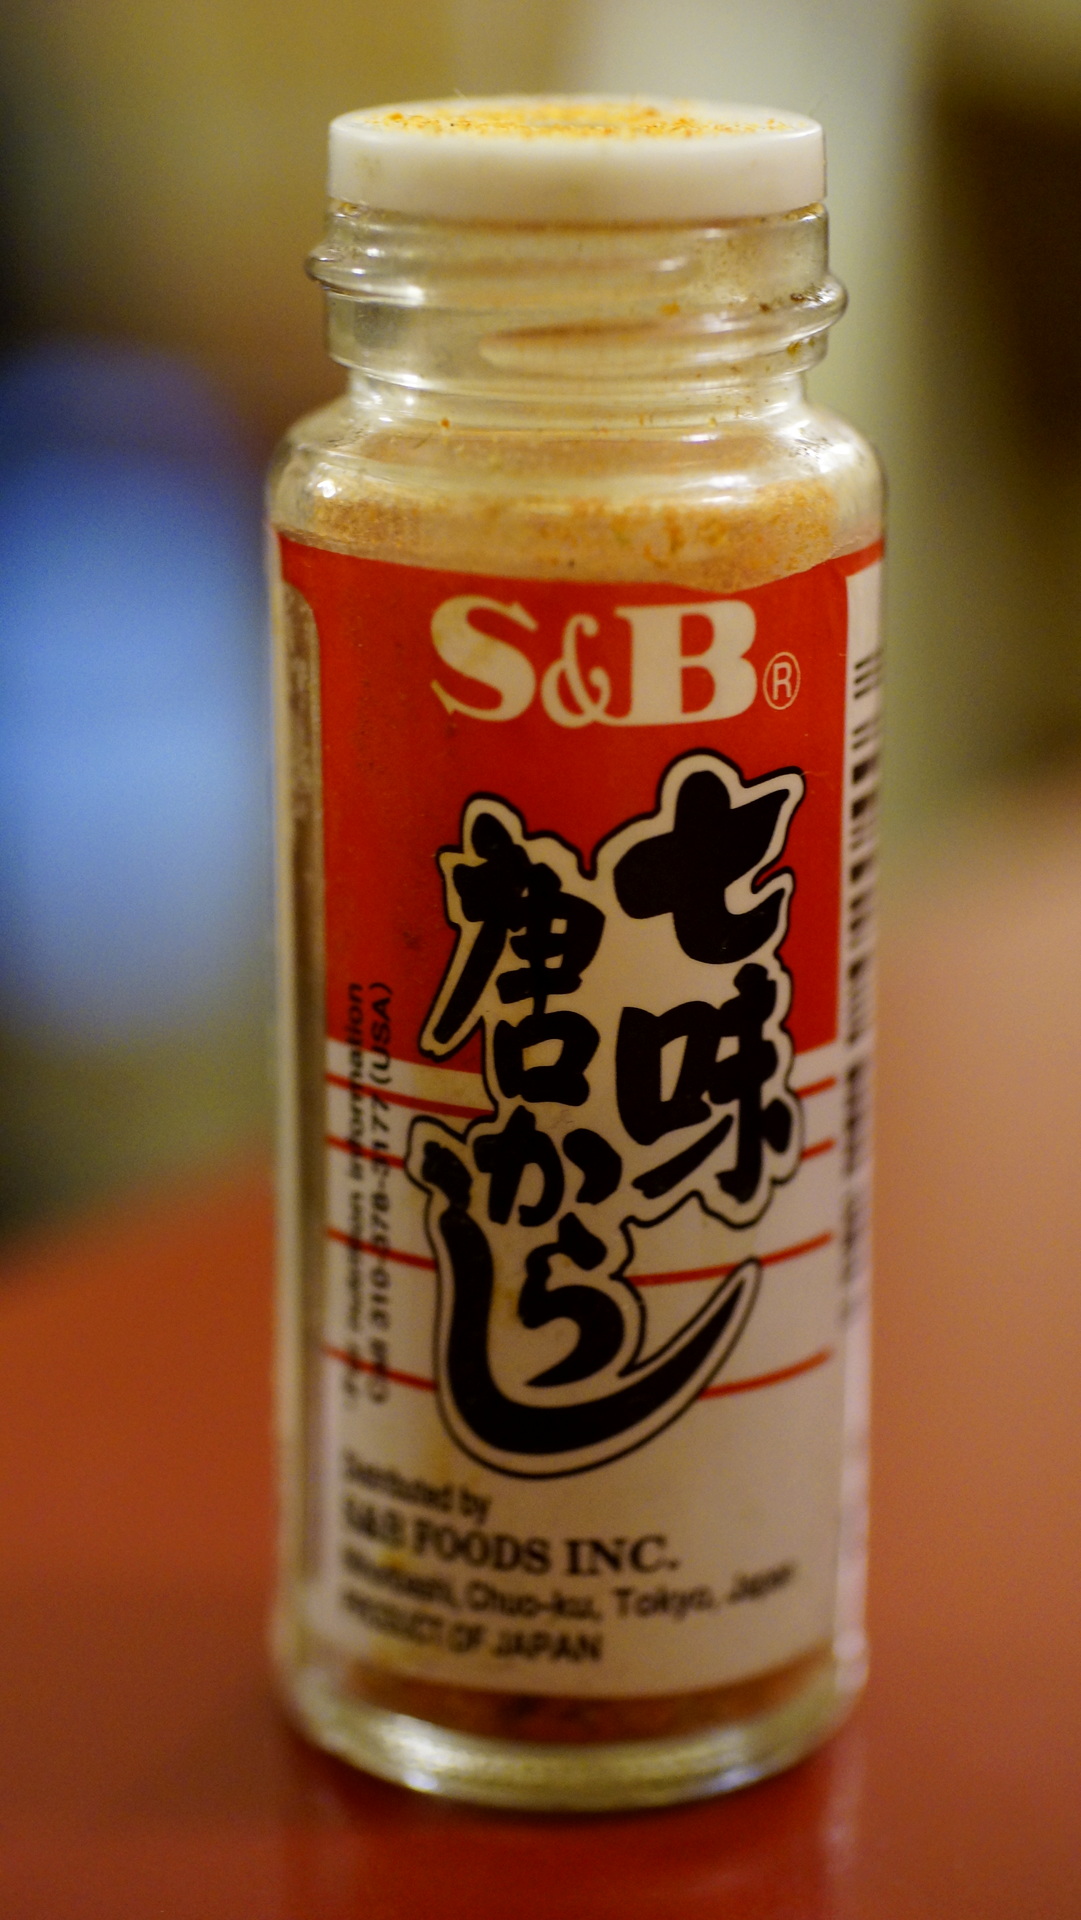 S&B®
七味
唐からし
For nutrition information
Call 310-378-3177 (USA)
Distributed by
S&B FOODS INC.
Chuo-ku, Tokyo, Japan
PRODUCT OF JAPAN